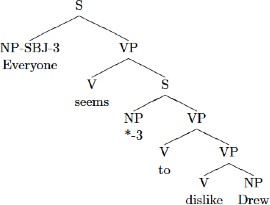 S
NP-SBJ-3 VP
Everyone
V S
seems
NP VP
*-3
V VP
to
V NP
dislike Drew